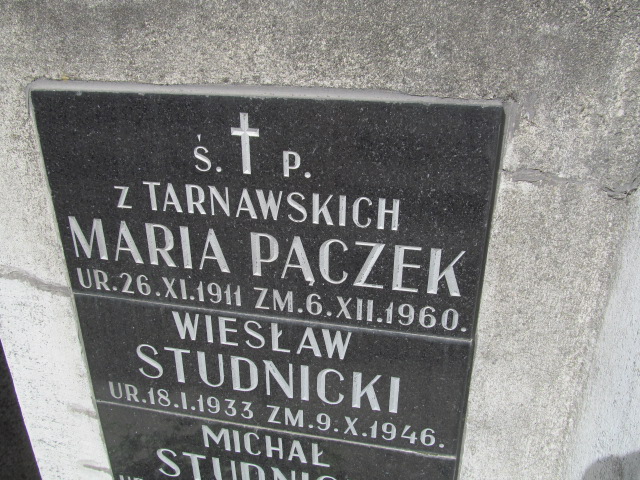 Ś. P.
Z TARNAWSKICH
MARIA PĄCZEK
UR.26.XI.1911 ZM.6.XII.1960.
WIESŁAW
STUDNICKI
UR.18.I.1933 ZM.9.X.1946.
MICHAŁ